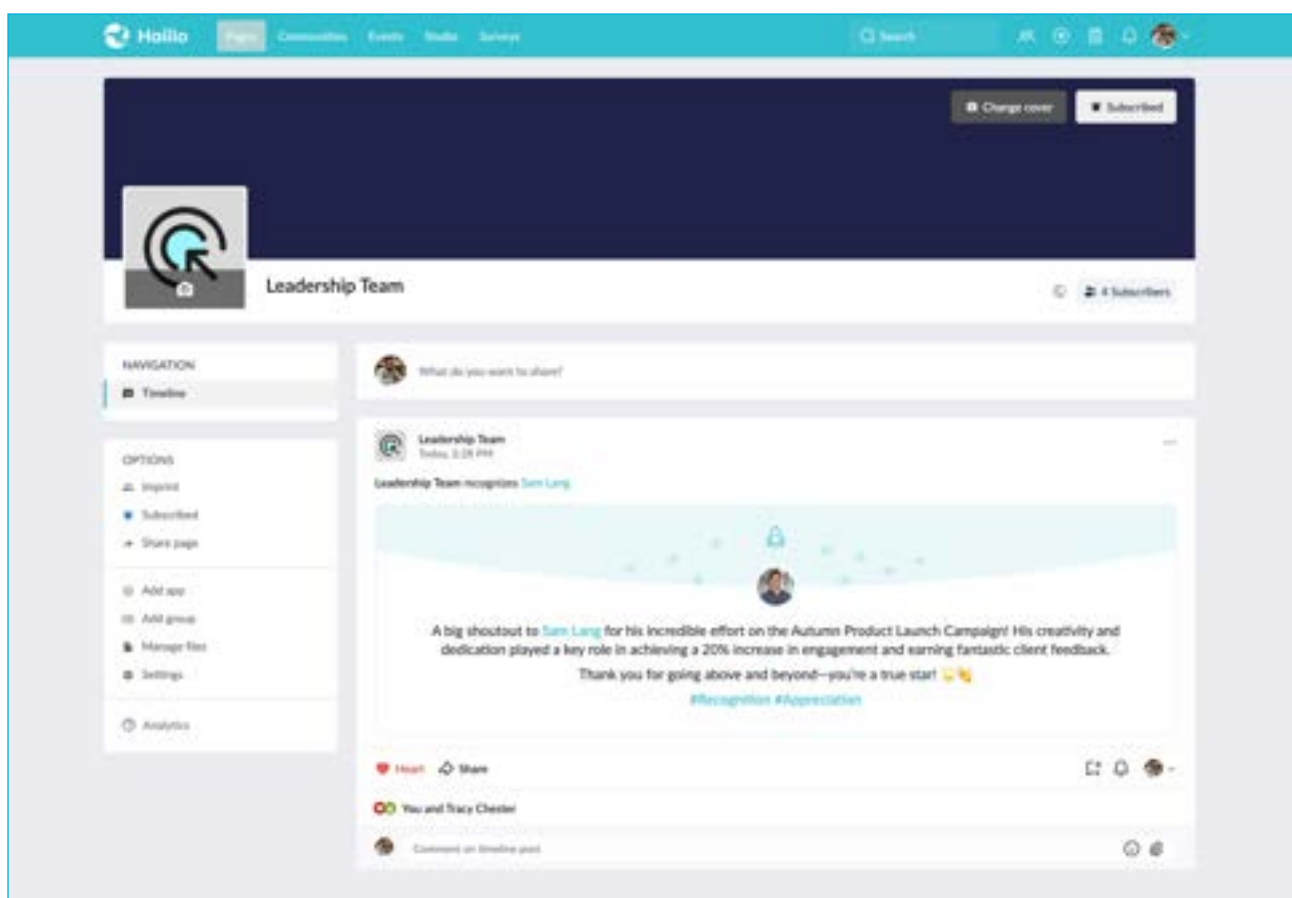 Haiilo
Pages Communities Events Studio Surveys
Search
Change cover
Subscribed
Leadership Team
4 Subscribers
NAVIGATION
Timeline
OPTIONS
Imprint
Subscribed
Share page
Add app
Add group
Manage files
Settings
Analytics
What do you want to share?
Leadership Team
Today, 3:28 PM
Leadership Team recognizes Sam Lang
A big shoutout to Sam Lang for his incredible effort on the Autumn Product Launch Campaign! His creativity and
dedication played a key role in achieving a 20% increase in engagement and earning fantastic client feedback.
Thank you for going above and beyond—you're a true star! 🌟👏
#Recognition #Appreciation
Heart Share
You and Tracy Chester
Comment on timeline post